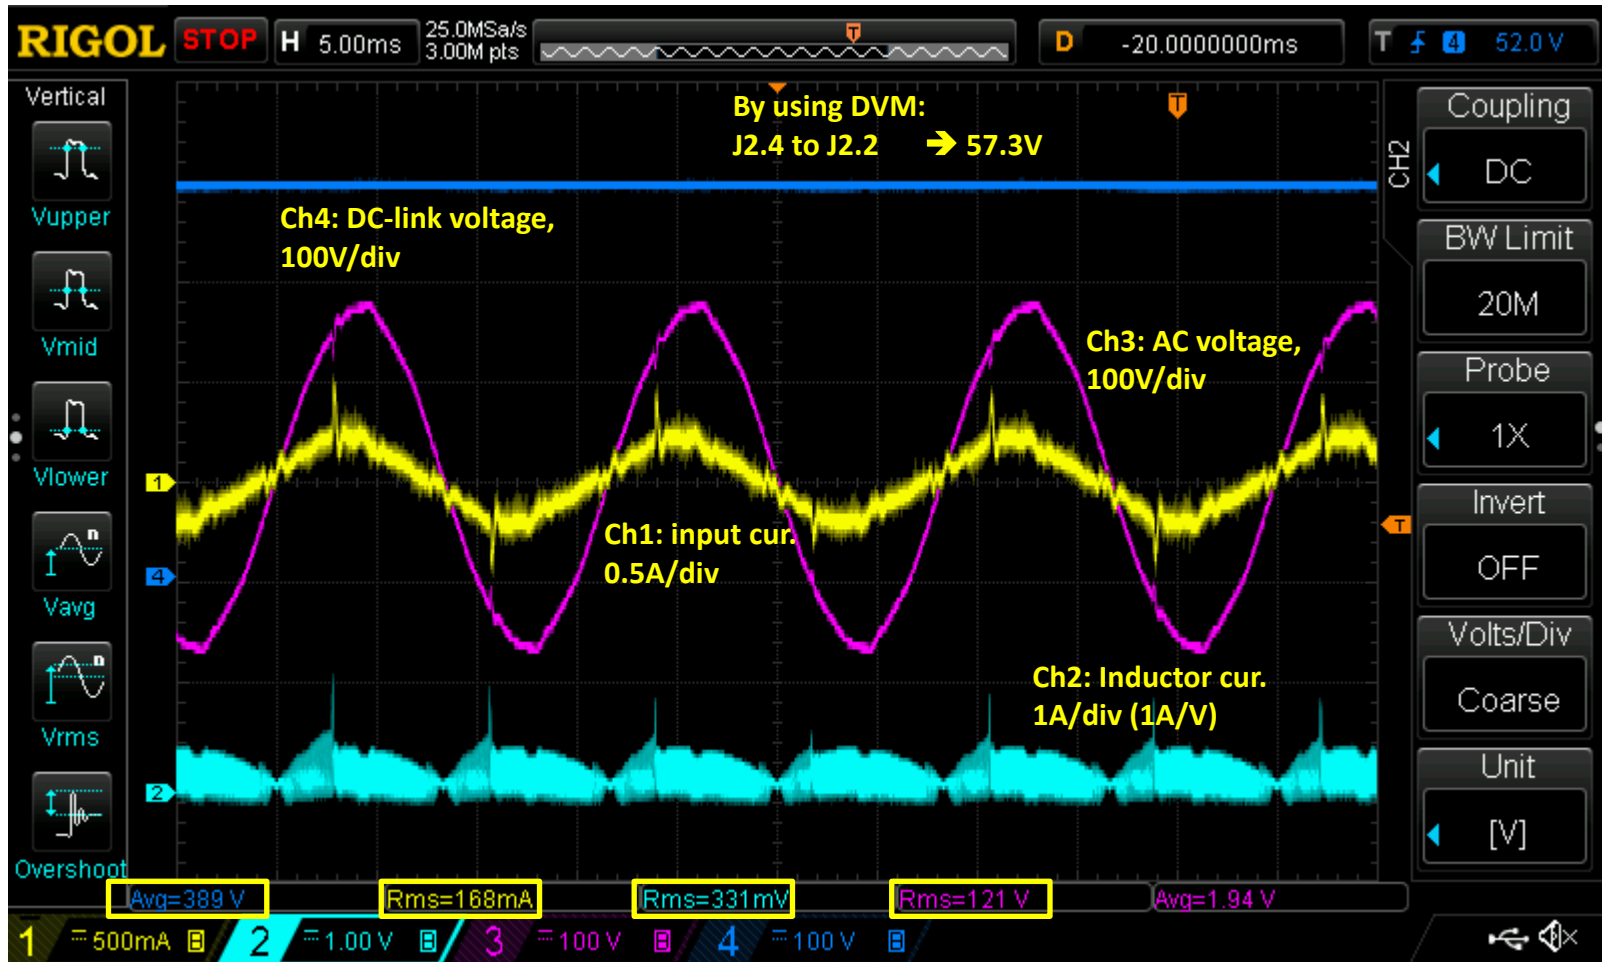 RIGOL STOP H 5.00ms 25.0MSa/s D -20.0000000ms T 4 52.0 V
3.00M pts
T
Vertical
Vupper
Vmid
Vlower
Vavg
Vrms
Overshoot
By using DVM:
J2.4 to J2.2 ➔ 57.3V
T
Ch4: DC-link voltage,
100V/div
Ch3: AC voltage,
100V/div
1
T
Ch1: input cur.
0.5A/div
4
Ch2: Inductor cur.
1A/div (1A/V)
2
CH2
Coupling
DC
BW Limit
20M
Probe
1X
Invert
OFF
Volts/Div
Coarse
Unit
[V]
Avg=389 V Rms=168mA Rms=331mV Rms=121 V Avg=1.94 V
1 500mA B 2 1.00 V B 3 100 V B 4 100 V B